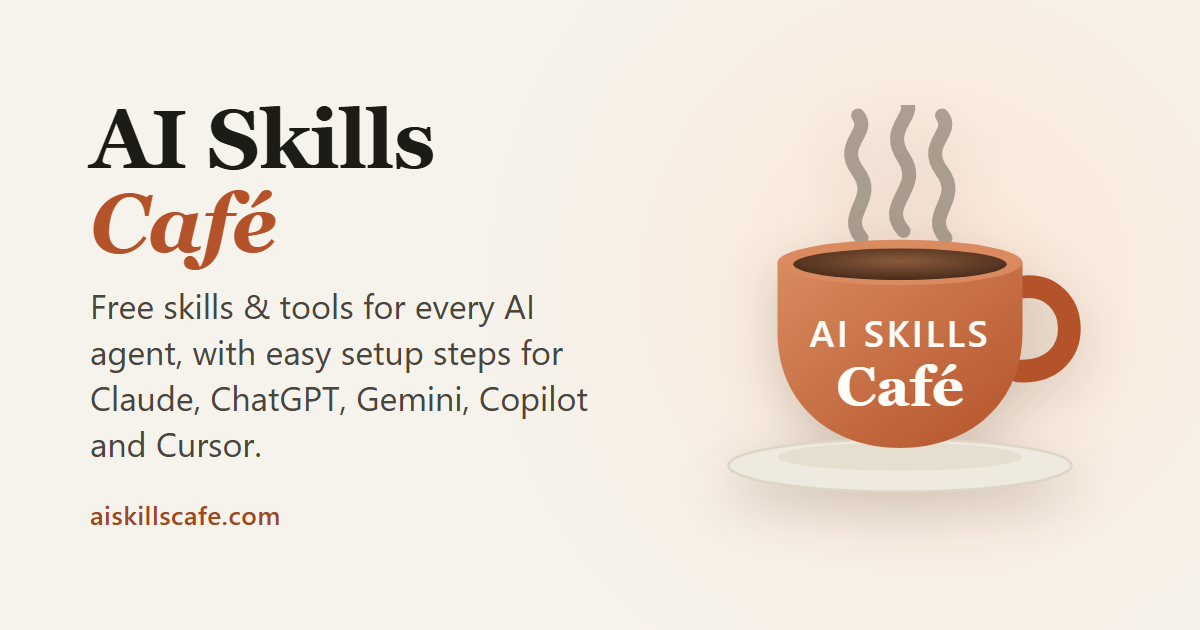 AI Skills
Café
Free skills & tools for every AI
agent, with easy setup steps for
Claude, ChatGPT, Gemini, Copilot
and Cursor.
aiskillscafe.com
AI SKILLS
Café